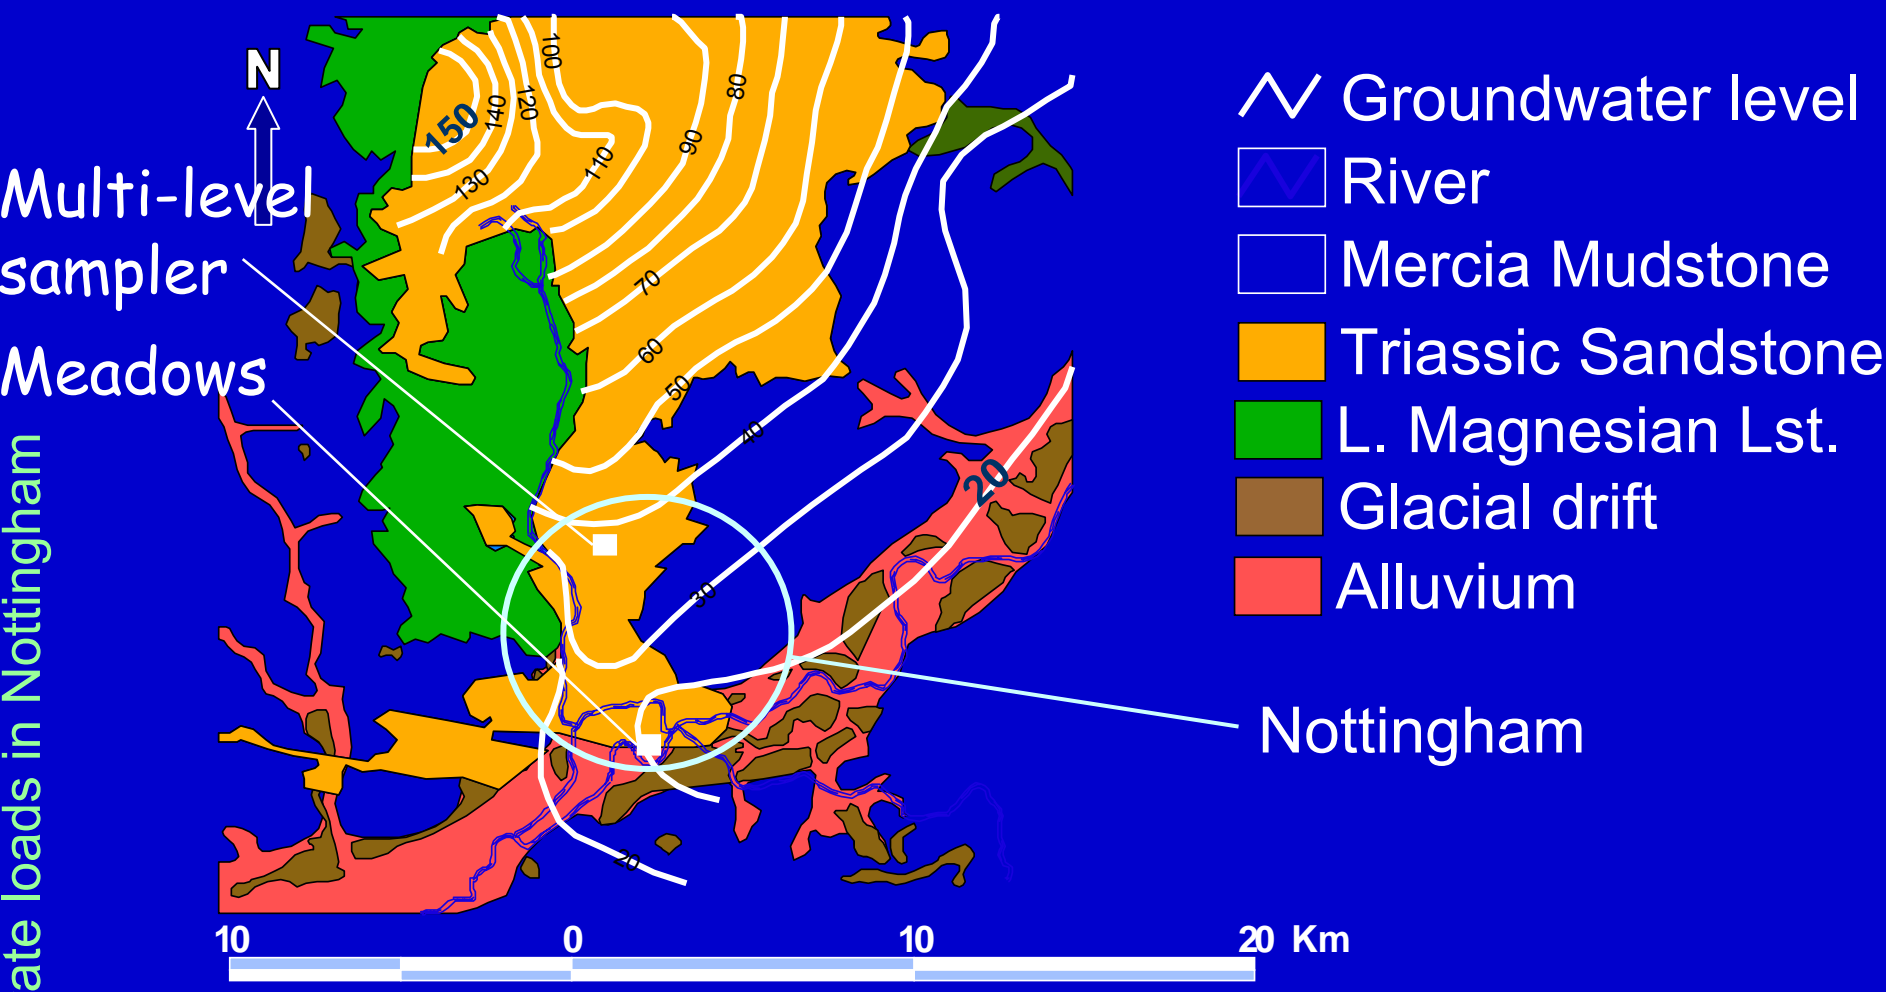 N
Multi-level
sampler
Meadows
ate loads in Nottingham
100
150
140
120
130
110
90
80
70
60
50
40
30
20
20
Groundwater level
River
Mercia Mudstone
Triassic Sandstone
L. Magnesian Lst.
Glacial drift
Alluvium
Nottingham
10 0 10 20 Km